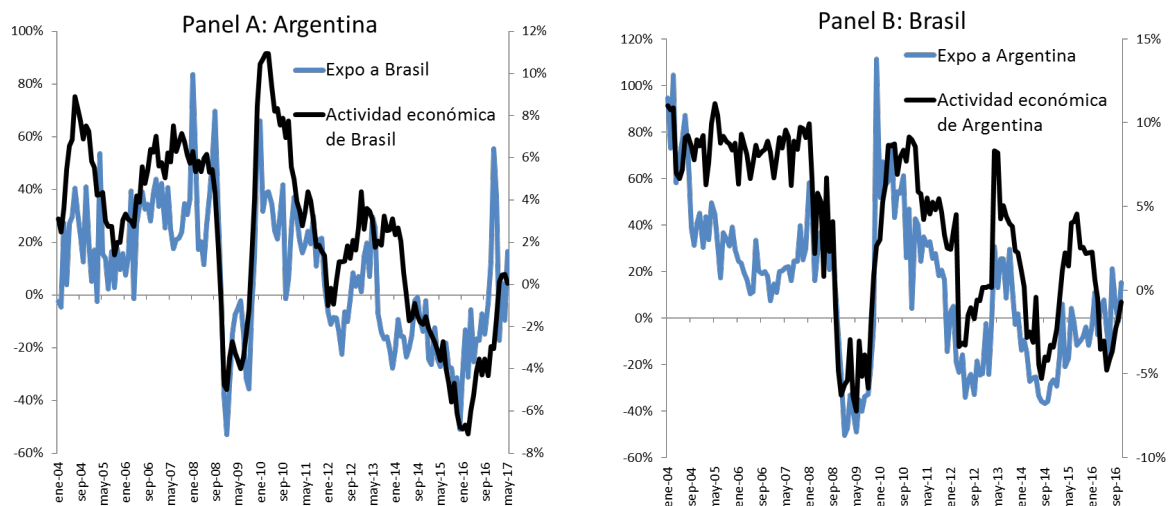 Panel A: Argentina
100%
80%
60%
40%
20%
0%
-20%
-40%
-60%
12%
10%
8%
6%
4%
2%
0%
-2%
-4%
-6%
-8%
Expo a Brasil
Actividad económica
de Brasil
ene-04
sep-04
may-05
ene-06
sep-06
may-07
ene-08
sep-08
may-09
ene-10
sep-10
may-11
ene-12
sep-12
may-13
ene-14
sep-14
may-15
ene-16
sep-16
may-17
Panel B: Brasil
120%
100%
80%
60%
40%
20%
0%
-20%
-40%
-60%
15%
10%
5%
0%
-5%
-10%
Expo a Argentina
Actividad económica
de Argentina
ene-04
sep-04
may-05
ene-06
sep-06
may-07
ene-08
sep-08
may-09
ene-10
sep-10
may-11
ene-12
sep-12
may-13
ene-14
sep-14
may-15
ene-16
sep-16